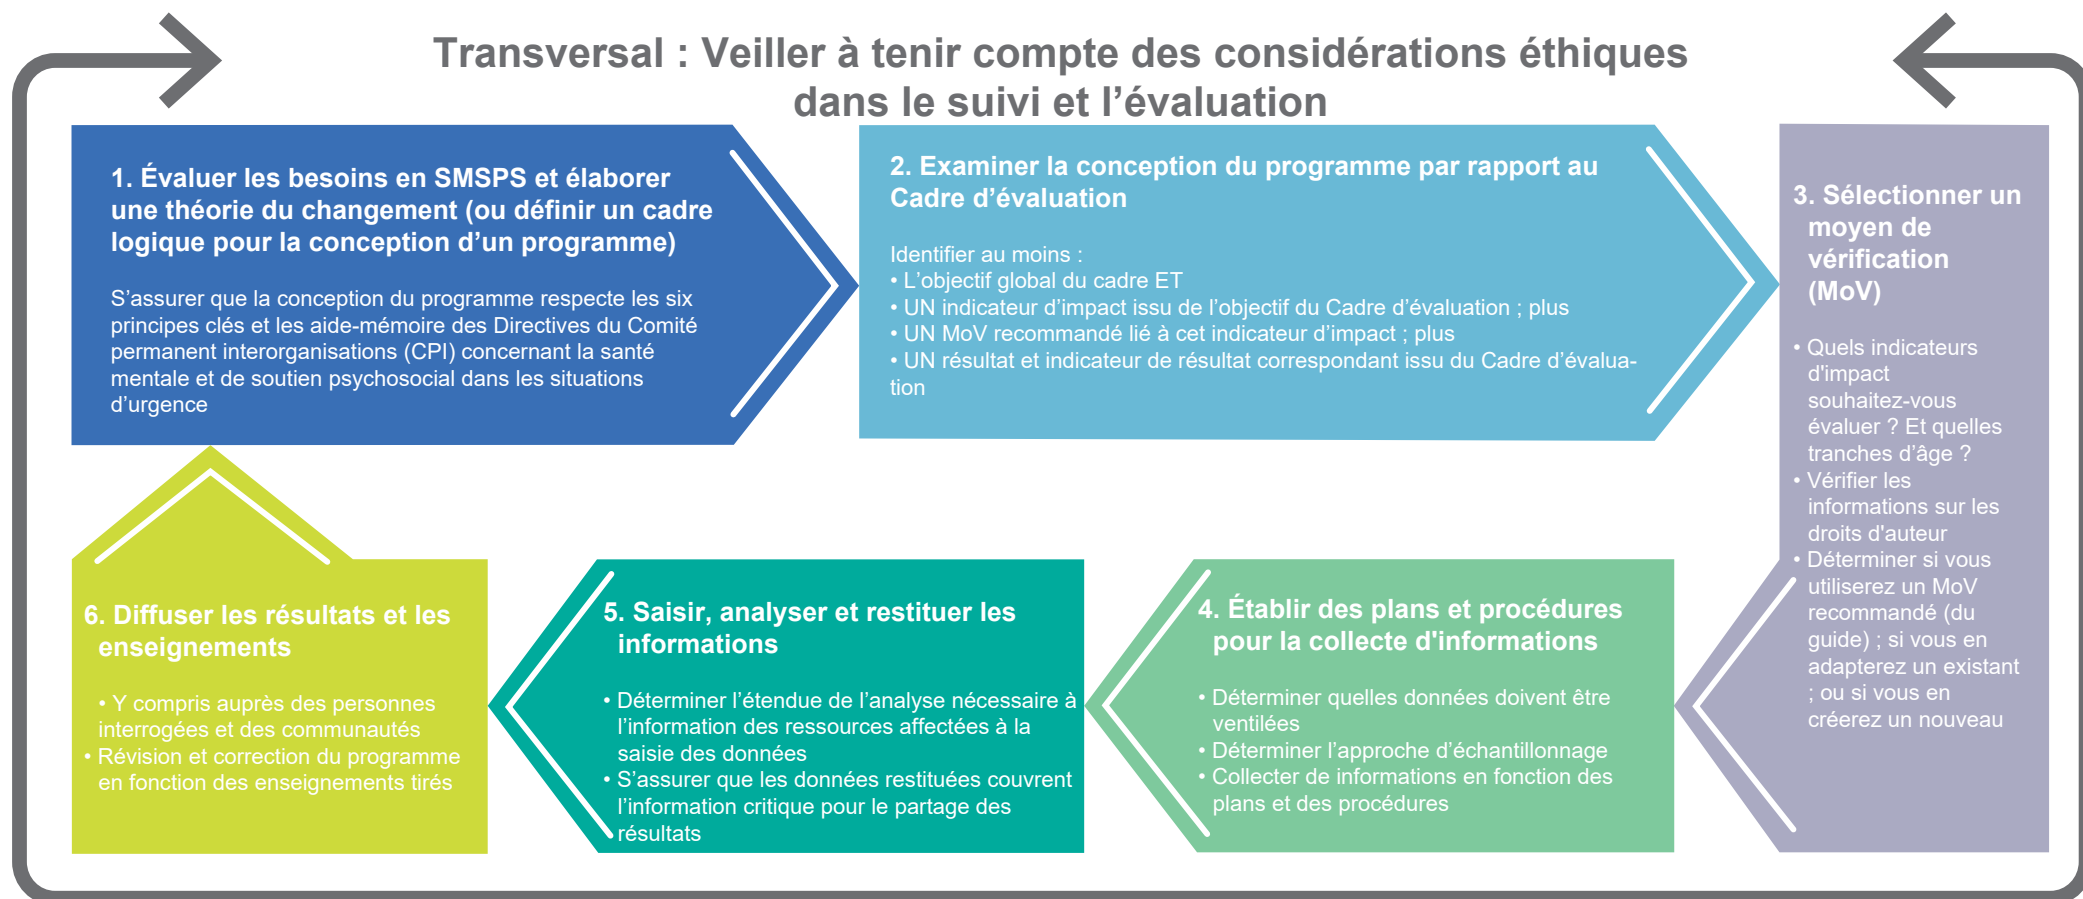 Transversal : Veiller à tenir compte des considérations éthiques
dans le suivi et l’évaluation
1. Évaluer les besoins en SMSPS et élaborer
une théorie du changement (ou définir un cadre
logique pour la conception d’un programme)
S’assurer que la conception du programme respecte les six
principes clés et les aide-mémoire des Directives du Comité
permanent interorganisations (CPI) concernant la santé
mentale et de soutien psychosocial dans les situations
d’urgence
2. Examiner la conception du programme par rapport au
Cadre d’évaluation
Identifier au moins :
• L’objectif global du cadre ET
• UN indicateur d’impact issu de l’objectif du Cadre d’évaluation ; plus
• UN MoV recommandé lié à cet indicateur d’impact ; plus
• UN résultat et indicateur de résultat correspondant issu du Cadre d’évalua-
tion
3. Sélectionner un
moyen de
vérification
(MoV)
• Quels indicateurs
d'impact
souhaitez-vous
évaluer ? Et quelles
tranches d’âge ?
• Vérifier les
informations sur les
droits d'auteur
• Déterminer si vous
utiliserez un MoV
recommandé (du
guide) ; si vous en
adapterez un existant
; ou si vous en
créerez un nouveau
4. Établir des plans et procédures
pour la collecte d'informations
• Déterminer quelles données doivent être
ventilées
• Déterminer l’approche d’échantillonnage
• Collecter de informations en fonction des
plans et des procédures
5. Saisir, analyser et restituer les
informations
• Déterminer l’étendue de l’analyse nécessaire à
l’information des ressources affectées à la
saisie des données
• S’assurer que les données restituées couvrent
l’information critique pour le partage des
résultats
6. Diffuser les résultats et les
enseignements
• Y compris auprès des personnes
interrogées et des communautés
• Révision et correction du programme
en fonction des enseignements tirés